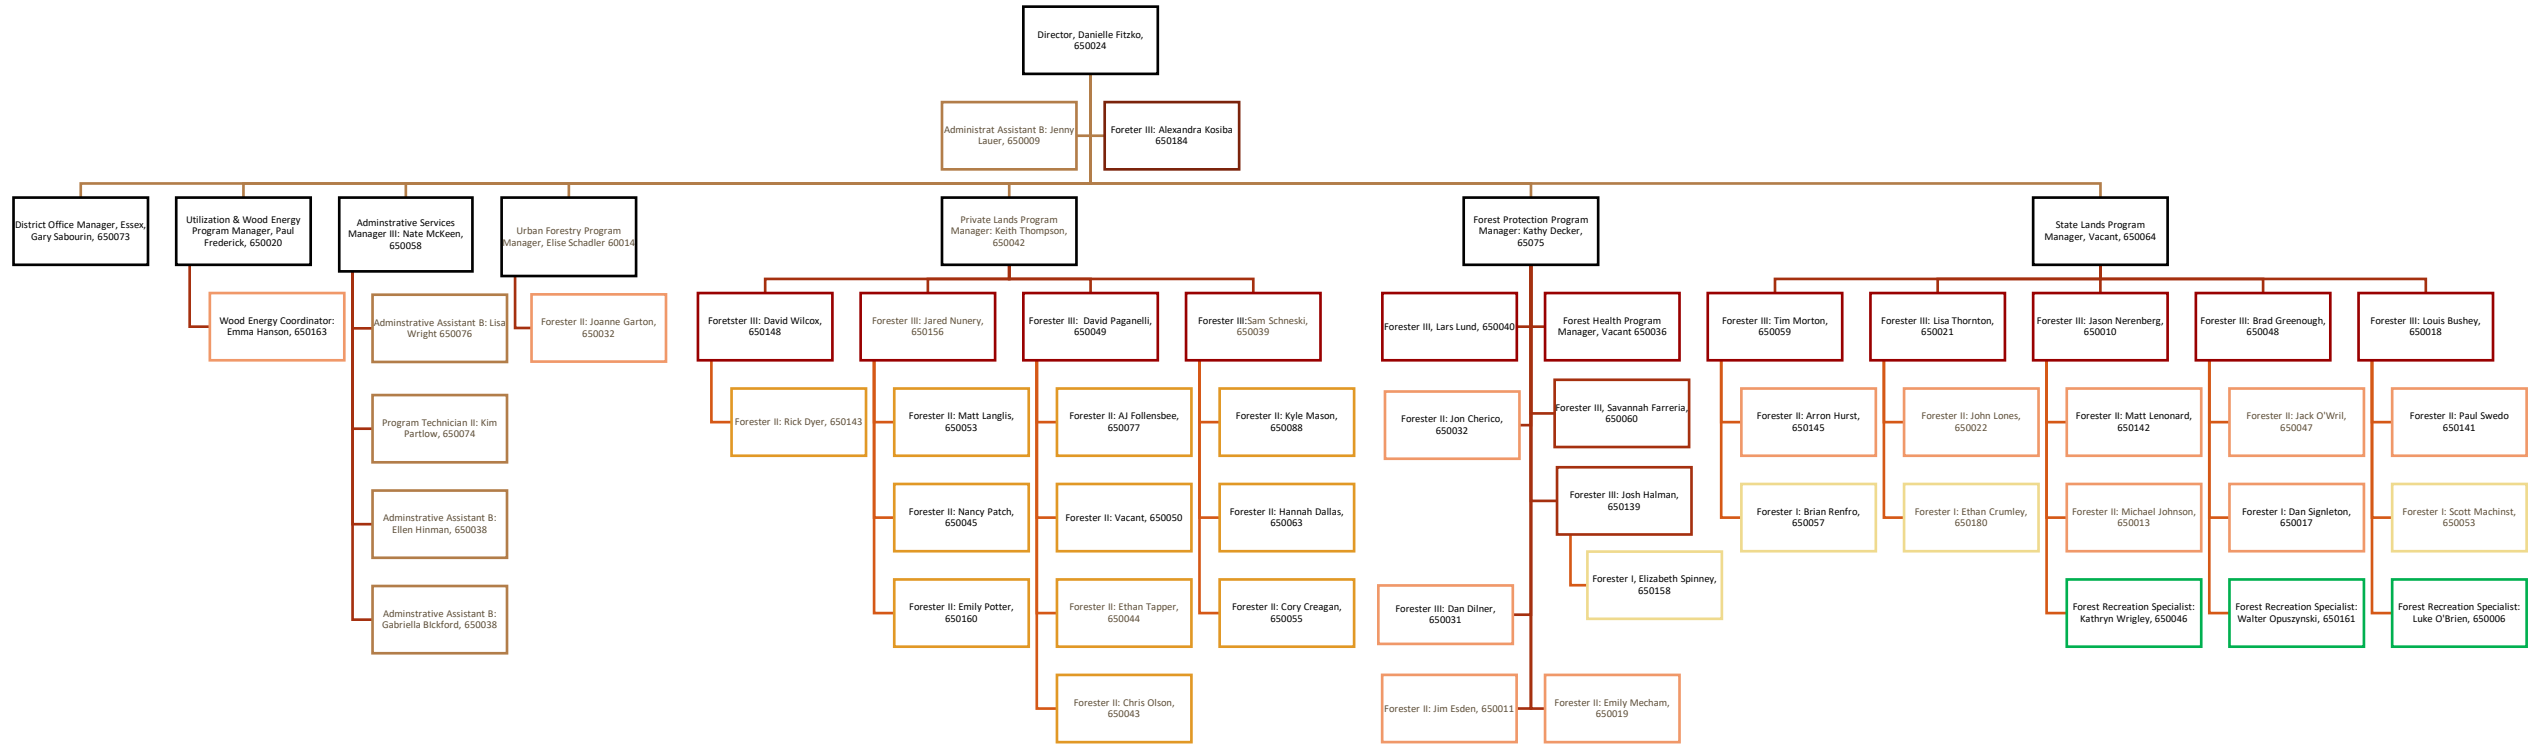 Director, Danielle Fitzko,
650024
Administrat Assistant B: Jenny
Lauer, 650009
Foreter III: Alexandra Kosiba
650184
District Office Manager, Essex,
Gary Sabourin, 650073
Utilization & Wood Energy
Program Manager, Paul
Frederick, 650020
Adminstrative Services
Manager III: Nate McKeen,
650058
Urban Forestry Program
Manager, Elise Schadler 60014
Private Lands Program
Manager: Keith Thompson,
650042
Forest Protection Program
Manager: Kathy Decker,
65075
State Lands Program
Manager, Vacant, 650064
Wood Energy Coordinator:
Emma Hanson, 650163
Adminstrative Assistant B: Lisa
Wright 650076
Program Technician II: Kim
Partlow, 650074
Adminstrative Assistant B:
Ellen Hinman, 650038
Adminstrative Assistant B:
Gabriella BIckford, 650038
Forester II: Joanne Garton,
650032
Foretster III: David Wilcox,
650148
Forester II: Rick Dyer, 650143
Forester III: Jared Nunery,
650156
Forester II: Matt Langlis,
650053
Forester II: Nancy Patch,
650045
Forester II: Emily Potter,
650160
Forester III:  David Paganelli,
650049
Forester II: AJ Follensbee,
650077
Forester II: Vacant, 650050
Forester II: Ethan Tapper,
650044
Forester II: Chris Olson,
650043
Forester III:Sam Schneski,
650039
Forester II: Kyle Mason,
650088
Forester II: Hannah Dallas,
650063
Forester II: Cory Creagan,
650055
Forester III, Lars Lund, 650040
Forest Health Program
Manager, Vacant 650036
Forester II: Jon Cherico,
650032
Forester III, Savannah Farreria,
650060
Forester III: Josh Halman,
650139
Forester I, Elizabeth Spinney,
650158
Forester III: Dan Dilner,
650031
Forester II: Jim Esden, 650011
Forester II: Emily Mecham,
650019
Forester III: Tim Morton,
650059
Forester II: Arron Hurst,
650145
Forester I: Brian Renfro,
650057
Forester III: Lisa Thornton,
650021
Forester II: John Lones,
650022
Forester I: Ethan Crumley,
650180
Forester III: Jason Nerenberg,
650010
Forester II: Matt Lenonard,
650142
Forester II: Michael Johnson,
650013
Forest Recreation Specialist:
Kathryn Wrigley, 650046
Forester III: Brad Greenough,
650048
Forester II: Jack O'Wril,
650047
Forester I: Dan Signleton,
650017
Forest Recreation Specialist:
Walter Opuszynski, 650161
Forester III: Louis Bushey,
650018
Forester II: Paul Swedo
650141
Forester I: Scott Machinst,
650053
Forest Recreation Specialist:
Luke O'Brien, 650006